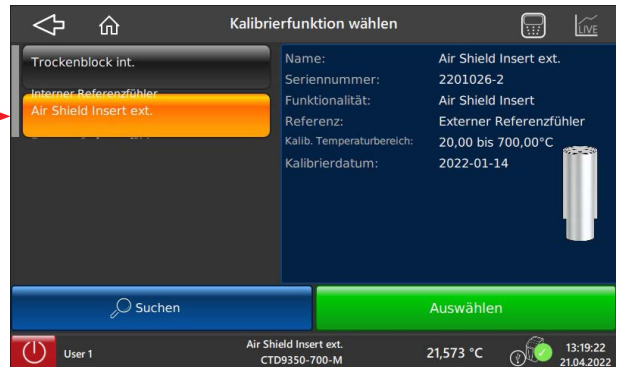 Kalibrierfunktion wählen
LIVE
Trockenblock int.
Interner Referenzfühler
Air Shield Insert ext.
Name: Air Shield Insert ext.
Seriennummer: 2201026-2
Funktionalität: Air Shield Insert
Referenz: Externer Referenzfühler
Kalib. Temperaturbereich: 20,00 bis 700,00°C
Kalibrierdatum: 2022-01-14
Suchen
Auswählen
User 1
Air Shield Insert ext.
CTD9350-700-M
21,573 °C
13:19:22
21.04.2022